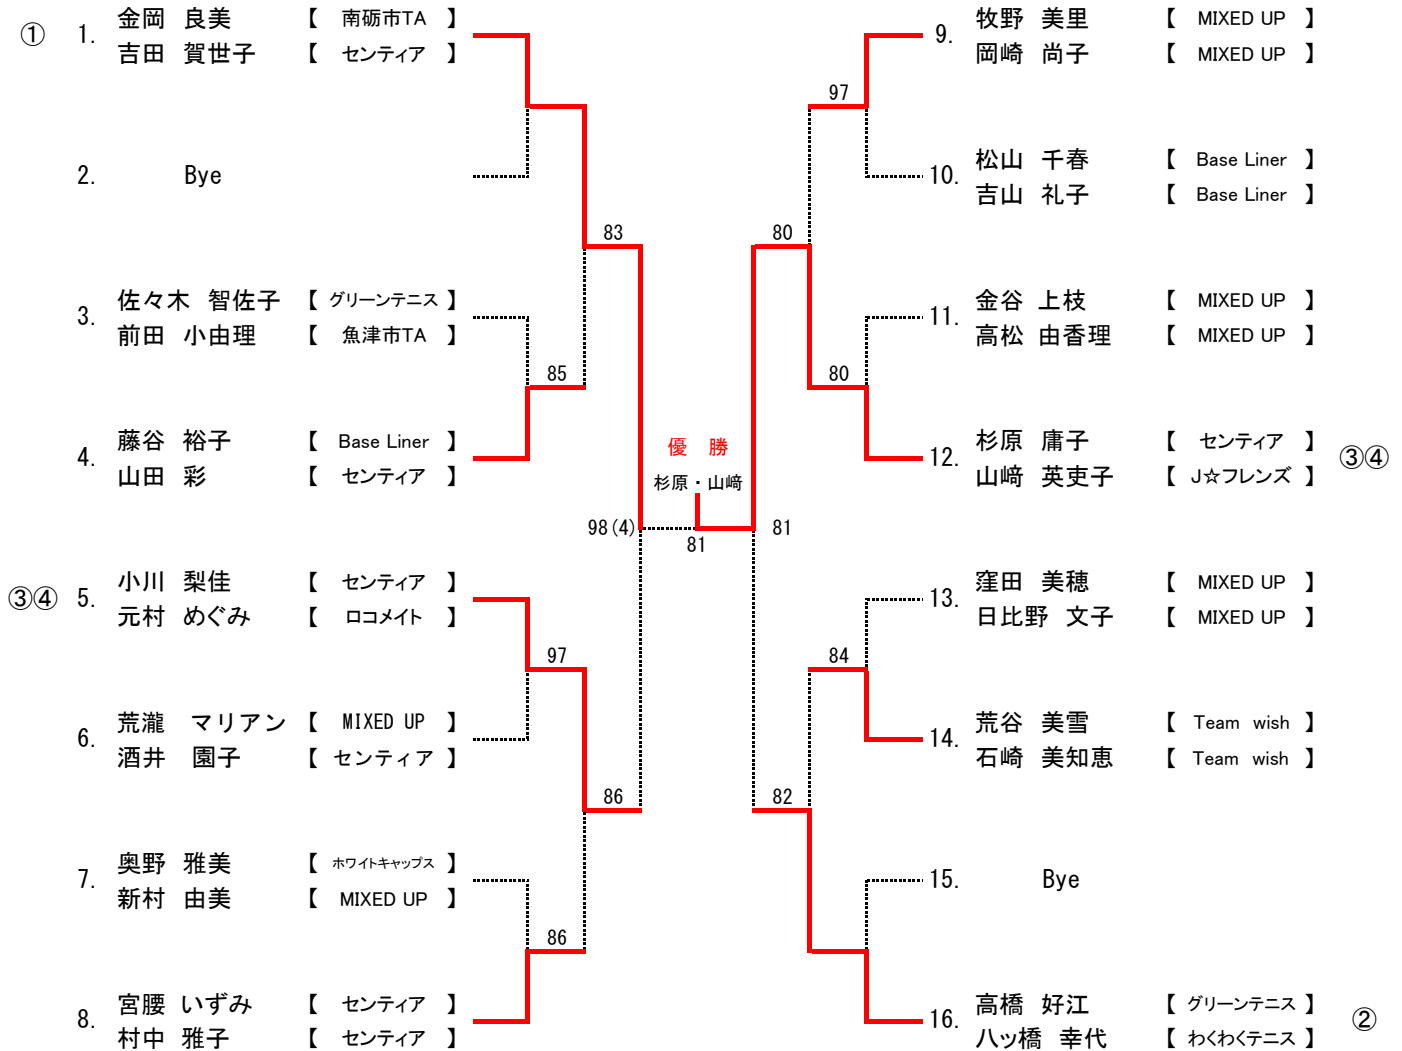 ① 1. 金岡 良美 【 南砺市TA 】
吉田 賀世子 【 センティア 】
2. Bye
3. 佐々木 智佐子 【 グリーンテニス 】
前田 小由理 【 魚津市TA 】
4. 藤谷 裕子 【 Base Liner 】
山田 彩 【 センティア 】
③④ 5. 小川 梨佳 【 センティア 】
元村 めぐみ 【 ロコメイト 】
6. 荒瀧 マリアン 【 MIXED UP 】
酒井 園子 【 センティア 】
7. 奥野 雅美 【 ホワイトキャップス 】
新村 由美 【 MIXED UP 】
8. 宮腰 いずみ 【 センティア 】
村中 雅子 【 センティア 】
83
85
97
86
86
98(4)
優 勝
杉原・山﨑
81
81
97
80
80
84
82
9. 牧野 美里 【 MIXED UP 】
岡崎 尚子 【 MIXED UP 】
10. 松山 千春 【 Base Liner 】
吉山 礼子 【 Base Liner 】
11. 金谷 上枝 【 MIXED UP 】
高松 由香理 【 MIXED UP 】
12. 杉原 庸子 【 センティア 】 ③④
山﨑 英吏子 【 J☆フレンズ 】
13. 窪田 美穂 【 MIXED UP 】
日比野 文子 【 MIXED UP 】
14. 荒谷 美雪 【 Team wish 】
石崎 美知恵 【 Team wish 】
15. Bye
16. 高橋 好江 【 グリーンテニス 】 ②
八ッ橋 幸代 【 わくわくテニス 】